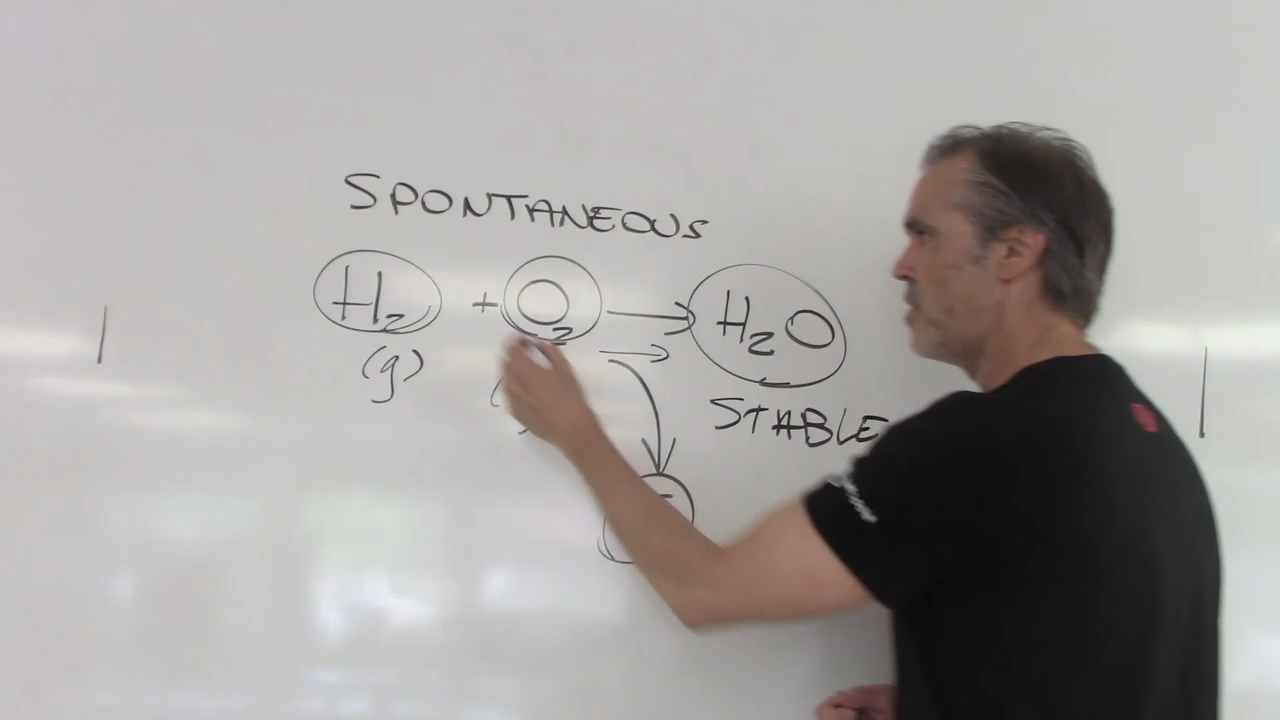 SPONTANEOUS
H₂ + O₂ → H₂O
(g)
→
STABLE